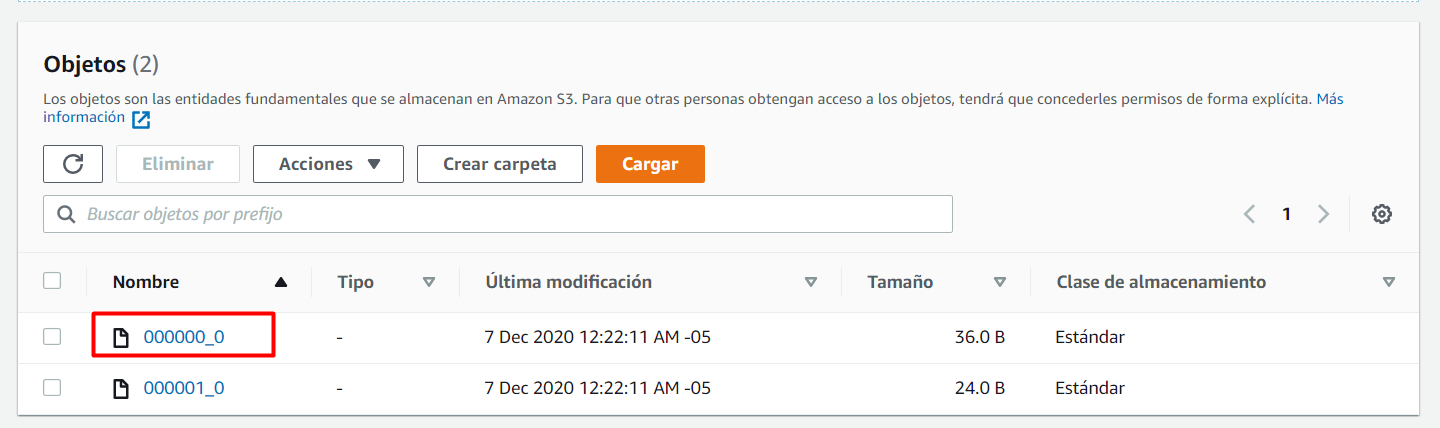 Objetos (2)
Los objetos son las entidades fundamentales que se almacenan en Amazon S3. Para que otras personas obtengan acceso a los objetos, tendrá que concederles permisos de forma explícita. Más
información
Eliminar Acciones Crear carpeta Cargar
Buscar objetos por prefijo 1
Nombre Tipo Última modificación Tamaño Clase de almacenamiento
000000_0 - 7 Dec 2020 12:22:11 AM -05 36.0 B Estándar
000001_0 - 7 Dec 2020 12:22:11 AM -05 24.0 B Estándar